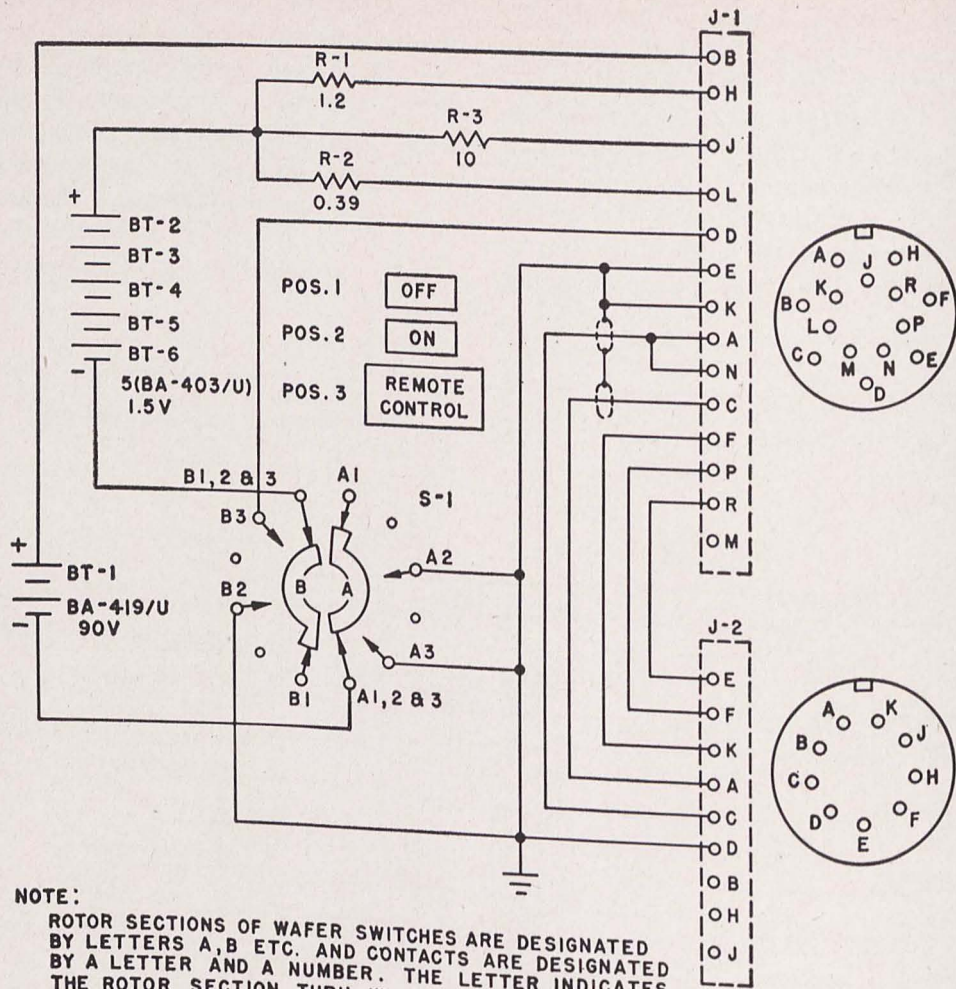 J-1
B
R-1
1.2
H
R-3
10
J
R-2
0.39
L
D
+
BT-2
BT-3
BT-4
BT-5
BT-6
-
5(BA-403/U)
1.5V
POS. 1 OFF
POS. 2 ON
POS. 3 REMOTE
CONTROL
E
K
A
N
C
F
P
R
M
A J H
B K R F
L P
C M N E
D
B1, 2 & 3
A1
S-1
B3
A2
B2
B A
A3
B1
A1, 2 & 3
+
BT-1
BA-419/U
90V
-
J-2
E
F
K
A
C
D
B
H
J
A K
B J
C H
D F
E
NOTE:
ROTOR SECTIONS OF WAFER SWITCHES ARE DESIGNATED
BY LETTERS A,B ETC. AND CONTACTS ARE DESIGNATED
BY A LETTER AND A NUMBER. THE LETTER INDICATES
THE ROTOR SECTION